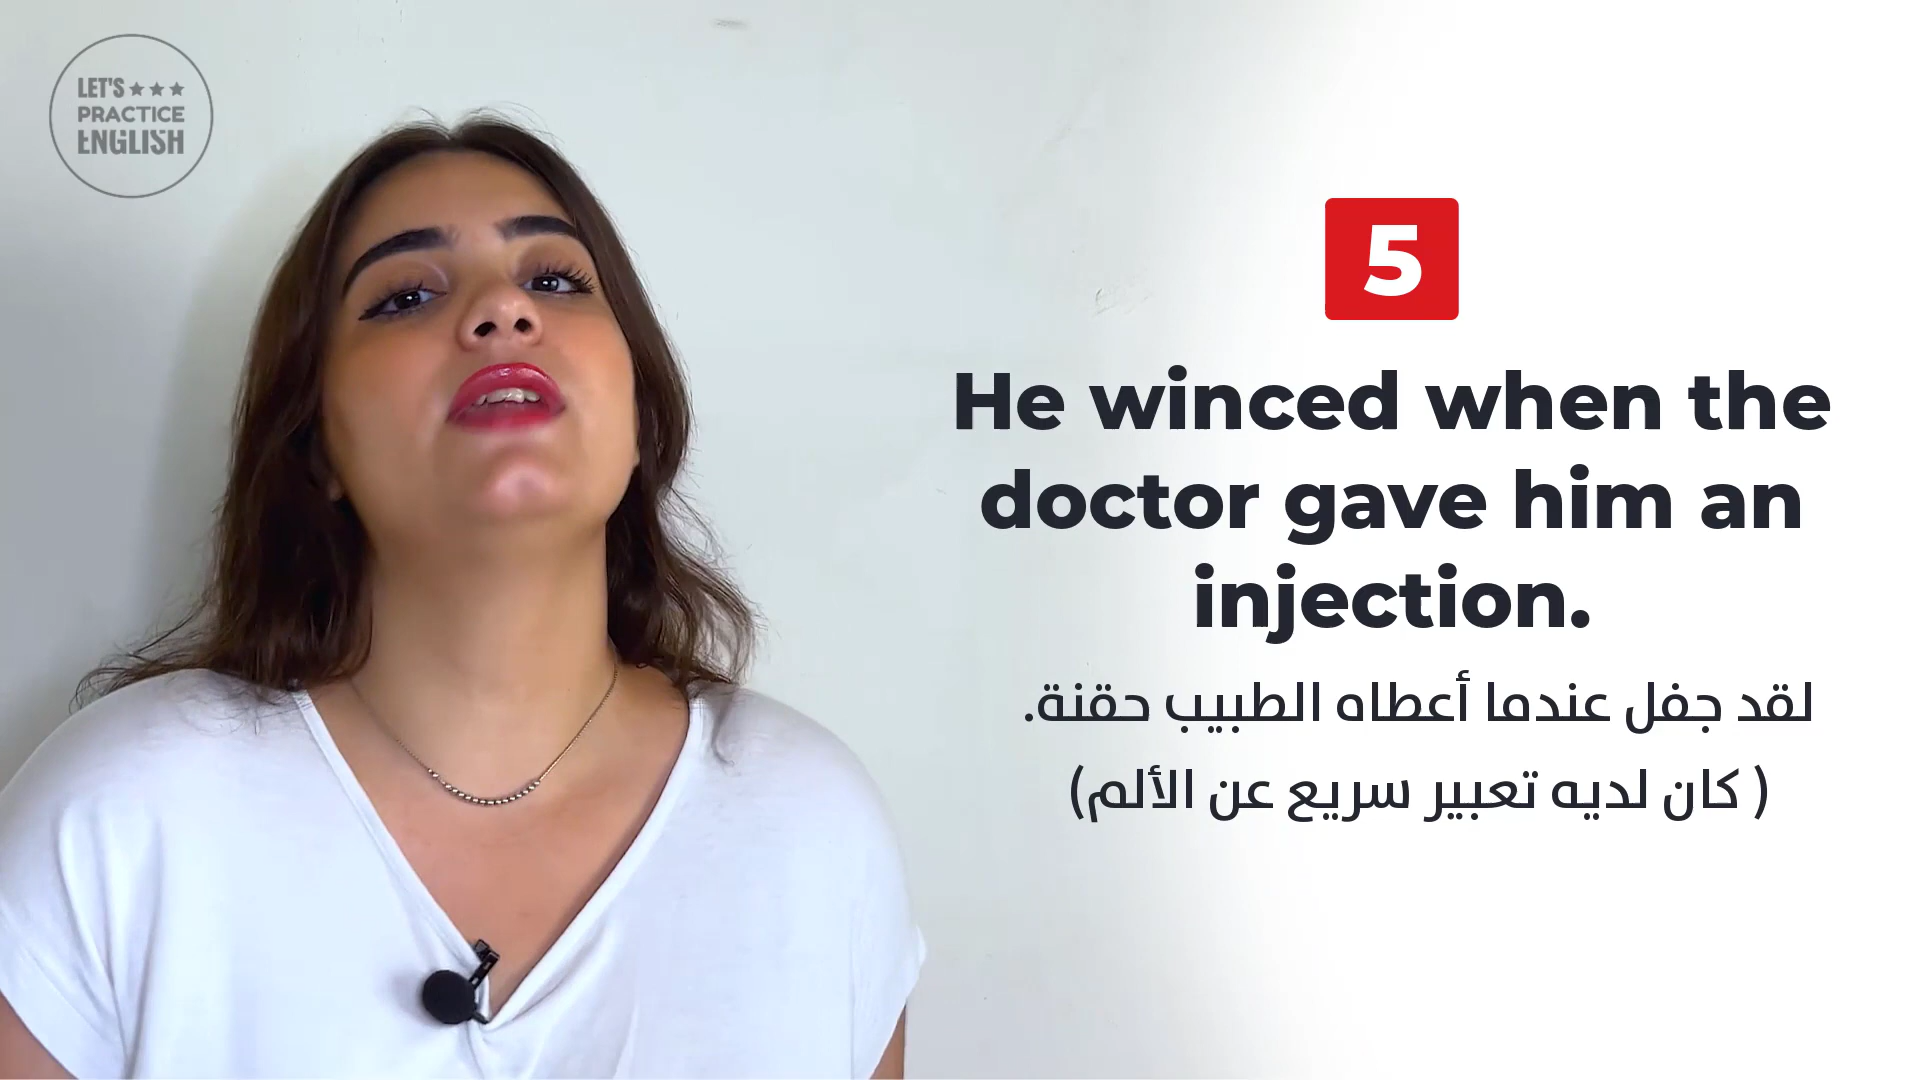 LET'S ★★★
PRACTICE
ENGLISH
5
He winced when the
doctor gave him an
injection.
لقد جفل عندما أعطاه الطبيب حقنة.
( كان لديه تعبير سريع عن الألم)